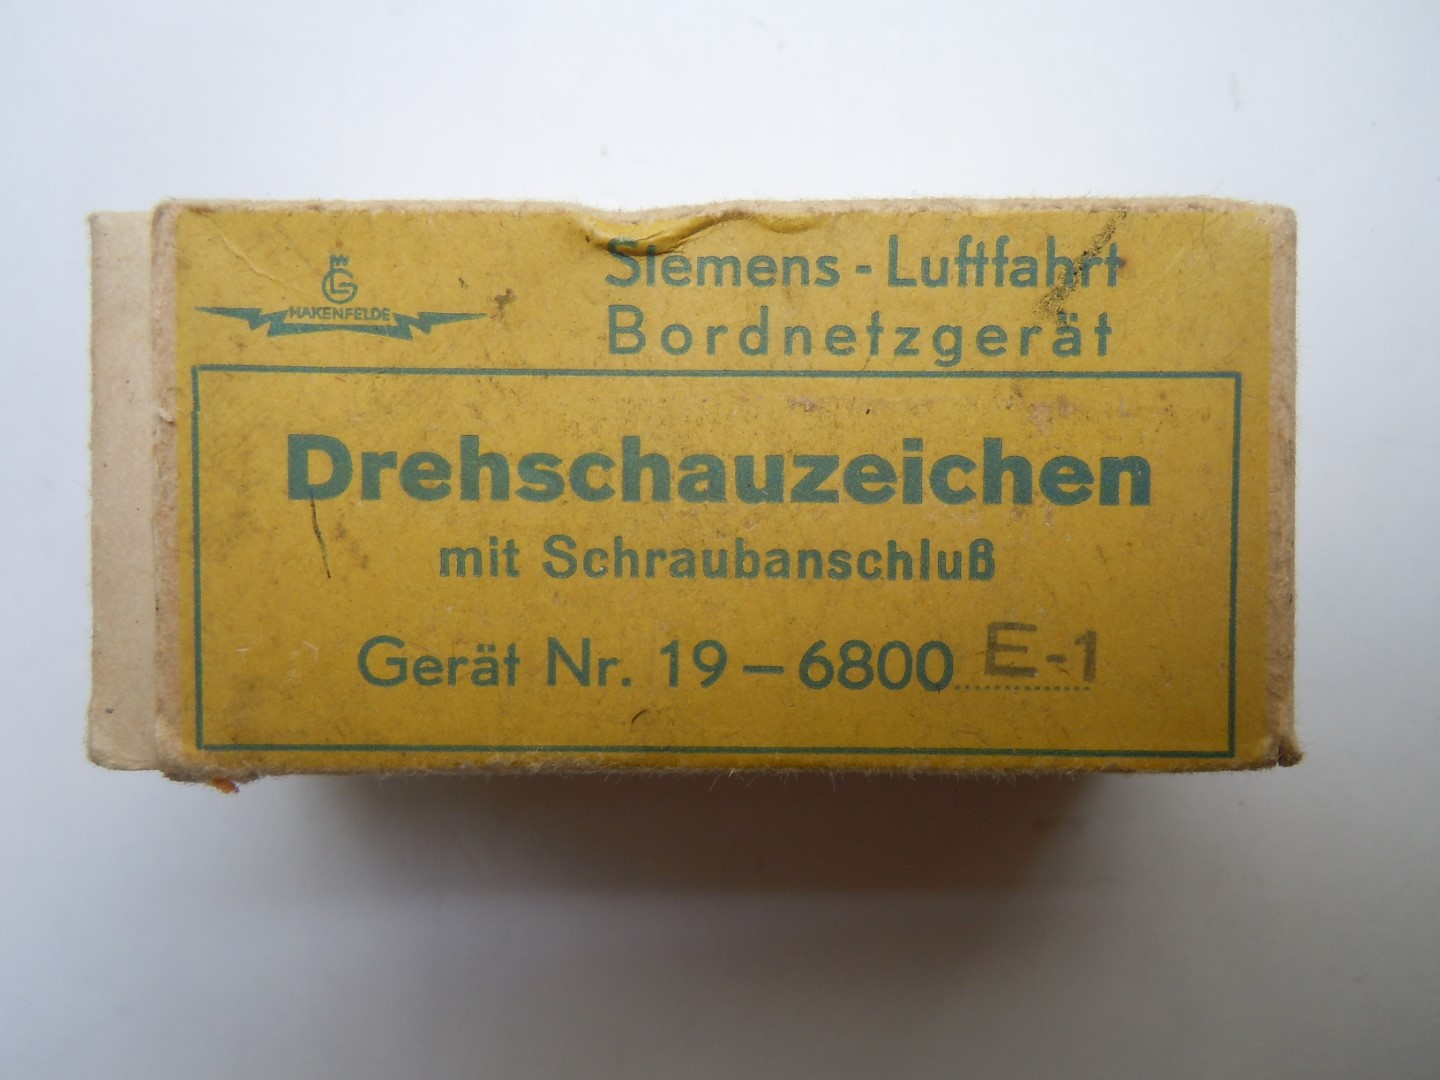 HAKENFELDE
Siemens - Luftfahrt
Bordnetzgerät
Drehschauzeichen
mit Schraubanschluß
Gerät Nr. 19 – 6800 E-1